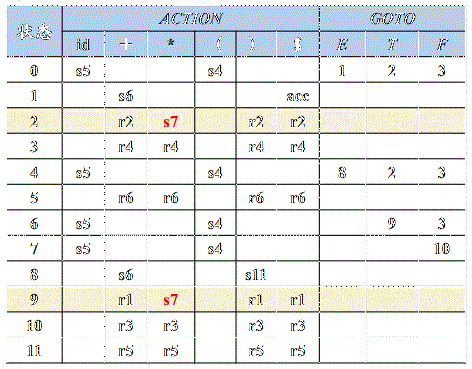 状态 ACTION GOTO
id + * ( ) $ E T F
0 s5 s4 1 2 3
1 s6 acc
2 r2 s7 r2 r2
3 r4 r4 r4 r4
4 s5 s4 8 2 3
5 r6 r6 r6 r6
6 s5 s4 9 3
7 s5 s4 10
8 s6 s11
9 r1 s7 r1 r1
10 r3 r3 r3 r3
11 r5 r5 r5 r5